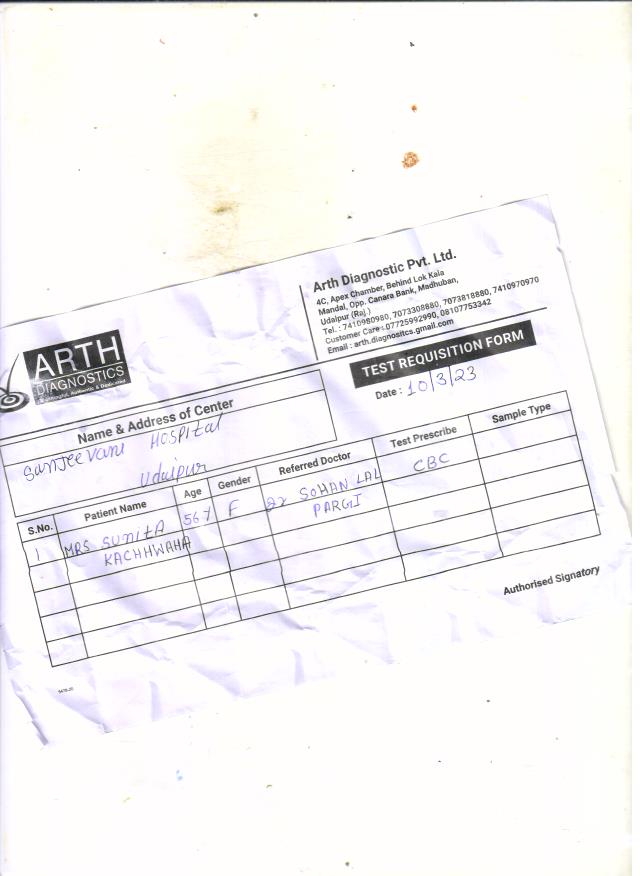 Arth Diagnostic Pvt. Ltd.
4C, Apex Chamber, Behind Lok Kala
Mandal, Opp. Canara Bank, Madhuban,
Udaipur (Raj.)
Tel. : 7410980980, 7073308880, 7073818880, 7410970970
Customer Care : 07725992990, 08107753342
Email : arth.diagnositcs.gmail.com
ARTH
DIAGNOSTICS
TEST REQUISITION FORM
Date : 10/3/23
Name & Address of Center
Sanjeevani HOSPItal
Udaipur
S.No. Patient Name Age Gender Referred Doctor Test Prescribe Sample Type
1 MRS SUNITA 56Y F Dr SOHAN LAL CBC
KACHHWAHA PARGI
Authorised Signatory